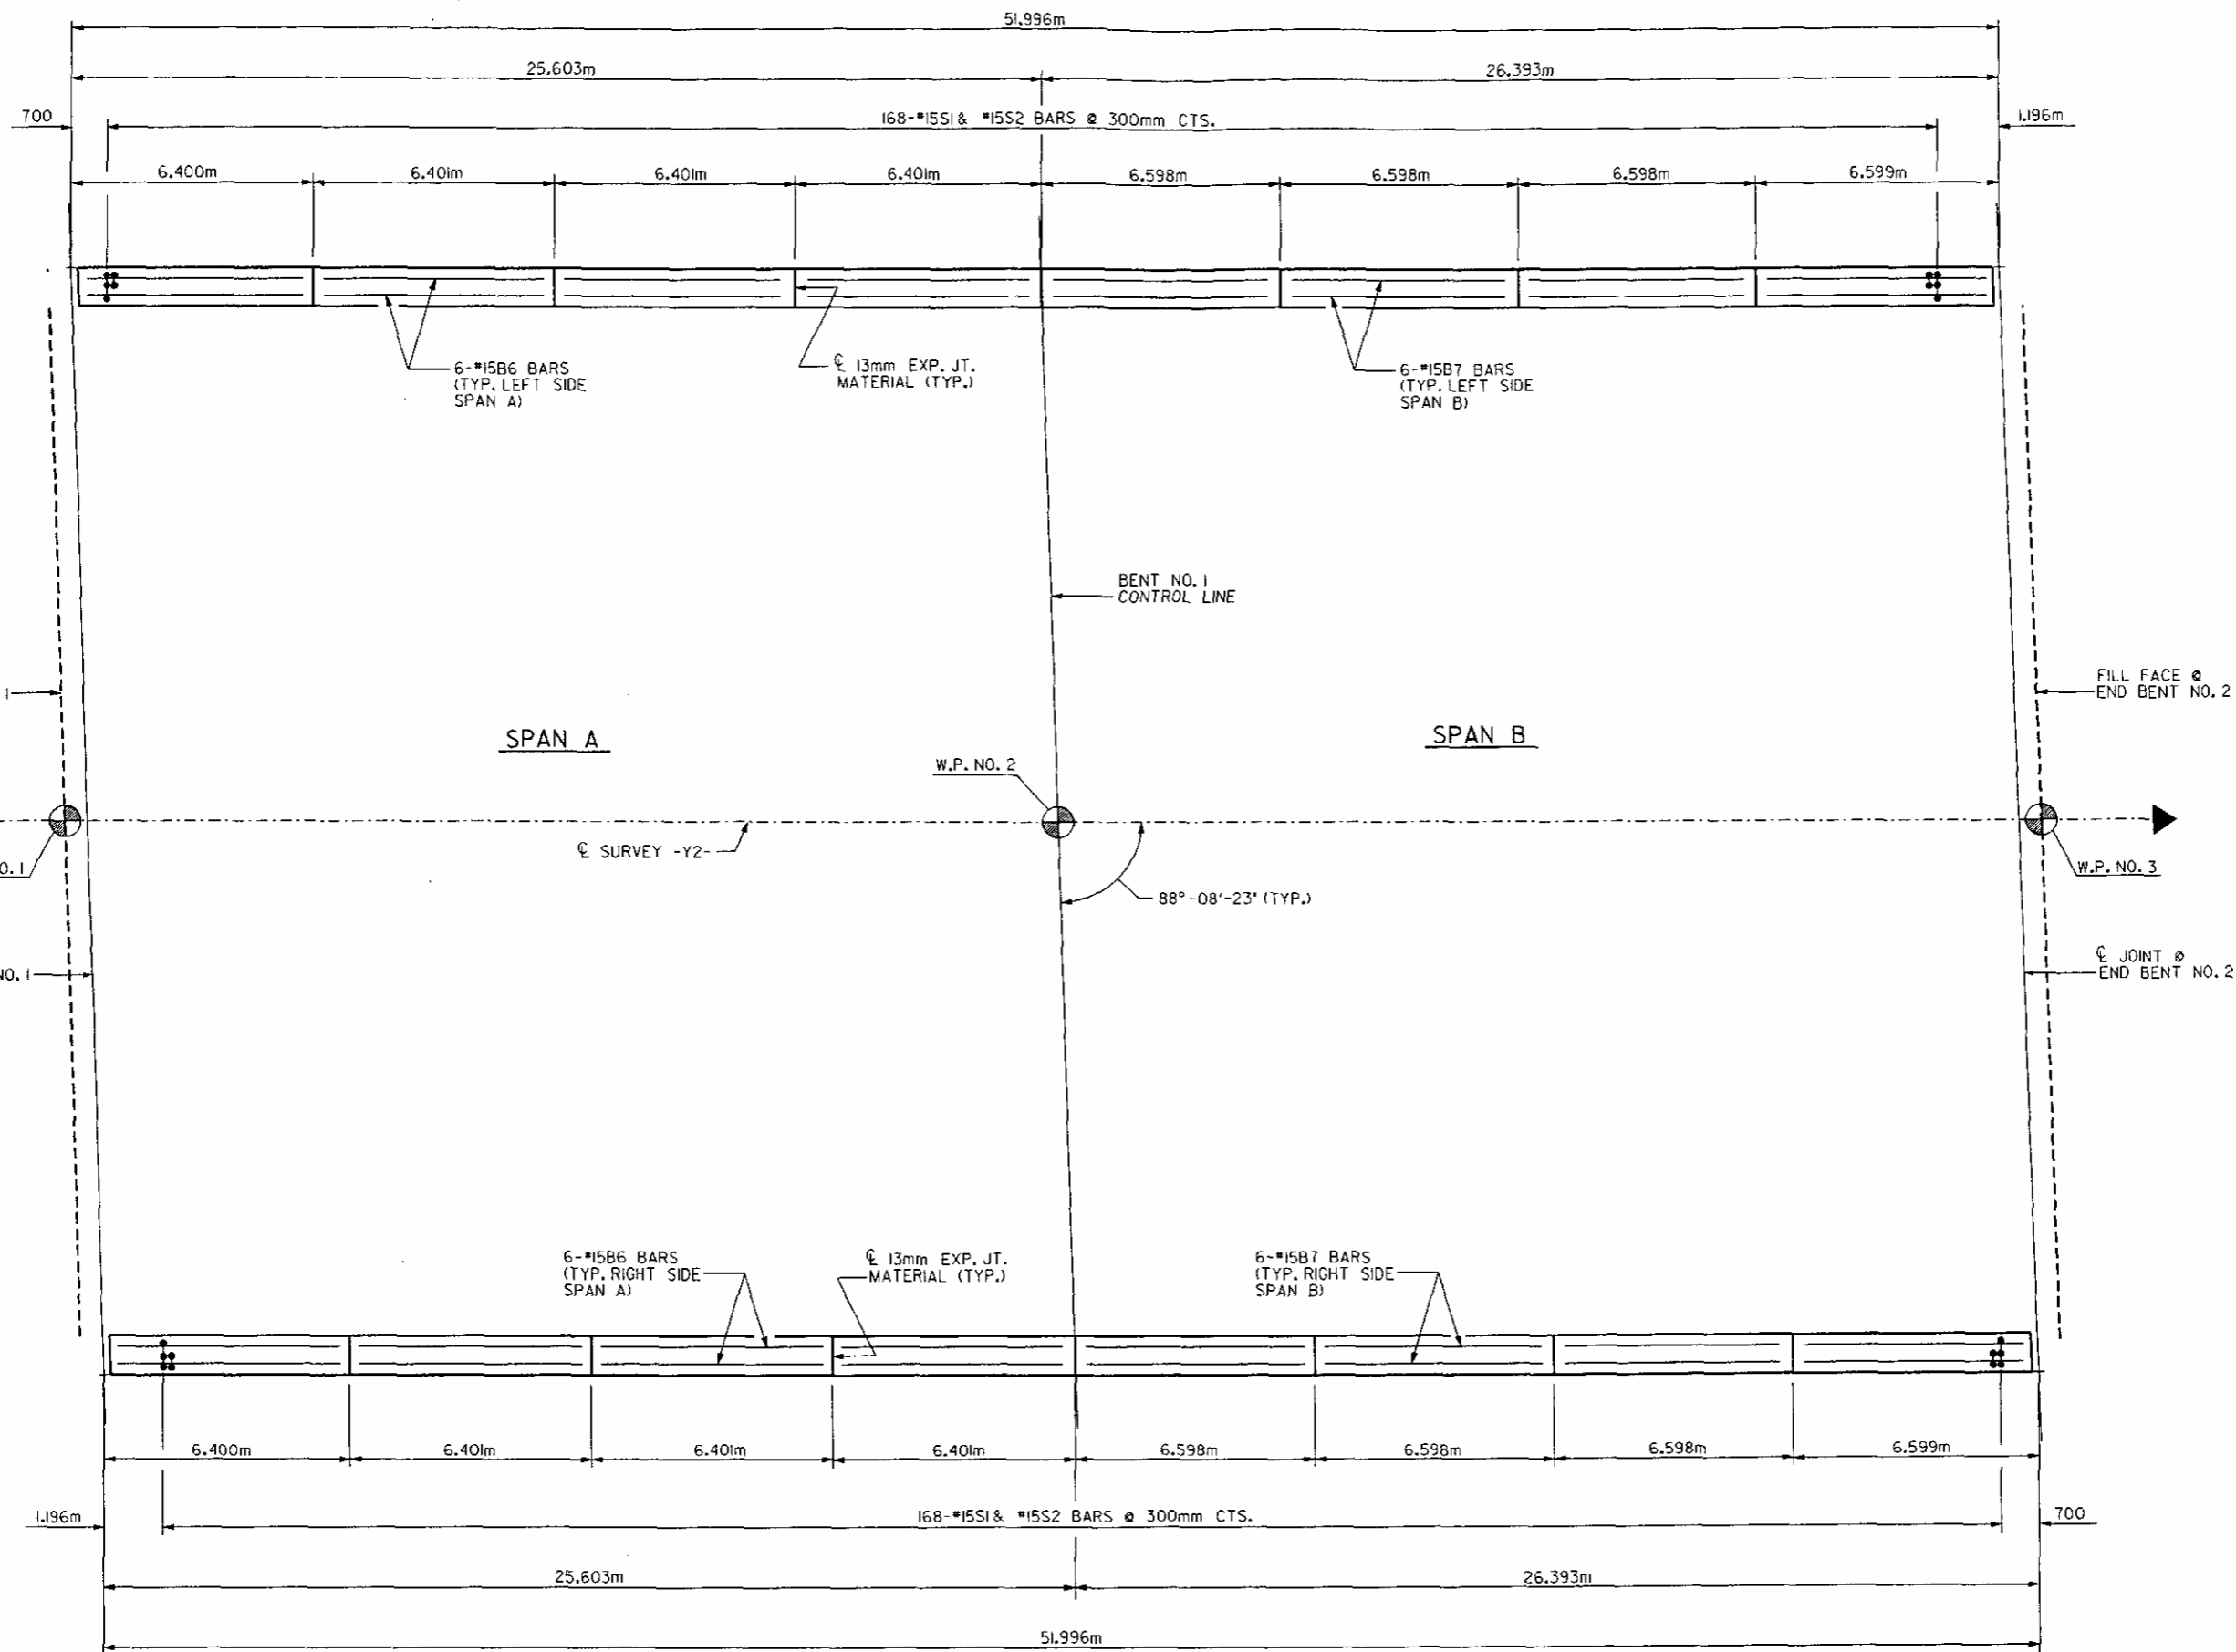 51.996m
25.603m
26.393m
700
168-#15S1 & #15S2 BARS @ 300mm CTS.
1.196m
6.400m
6.401m
6.401m
6.401m
6.598m
6.598m
6.598m
6.599m
6-#15B6 BARS
(TYP. LEFT SIDE
SPAN A)
℄ 13mm EXP. JT.
MATERIAL (TYP.)
6-#15B7 BARS
(TYP. LEFT SIDE
SPAN B)
BENT NO. 1
CONTROL LINE
1
FILL FACE @
END BENT NO. 2
SPAN A
SPAN B
W.P. NO. 2
℄ SURVEY -Y2-
O. 1
W.P. NO. 3
88°-08'-23" (TYP.)
NO. 1
℄ JOINT @
END BENT NO. 2
6-#15B6 BARS
(TYP. RIGHT SIDE
SPAN A)
℄ 13mm EXP. JT.
MATERIAL (TYP.)
6-#15B7 BARS
(TYP. RIGHT SIDE
SPAN B)
6.400m
6.401m
6.401m
6.401m
6.598m
6.598m
6.598m
6.599m
1.196m
168-#15S1 & #15S2 BARS @ 300mm CTS.
700
25.603m
26.393m
51.996m